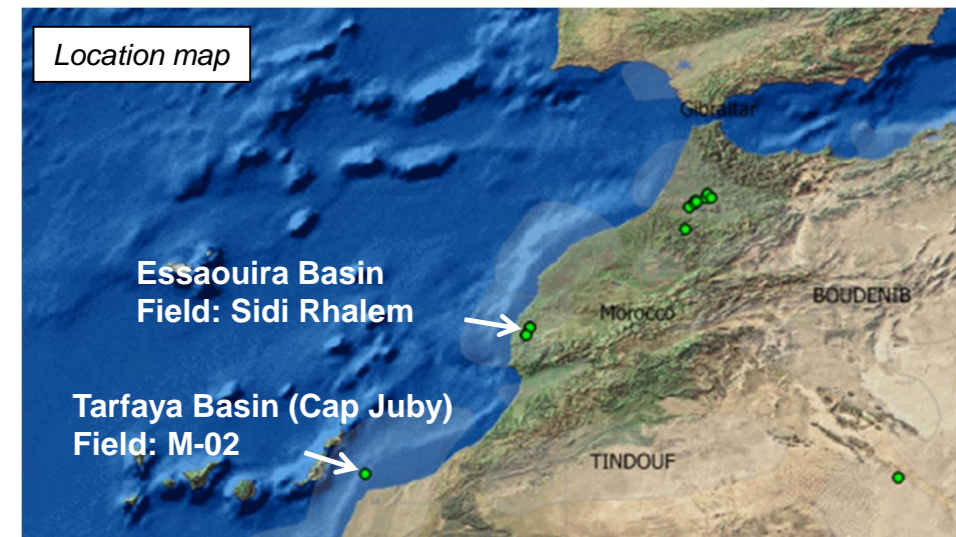 Location map
Gibraltar
Essaouira Basin
Field: Sidi Rhalem
Morocco
BOUDENIB
Tarfaya Basin (Cap Juby)
Field: M-02
TINDOUF